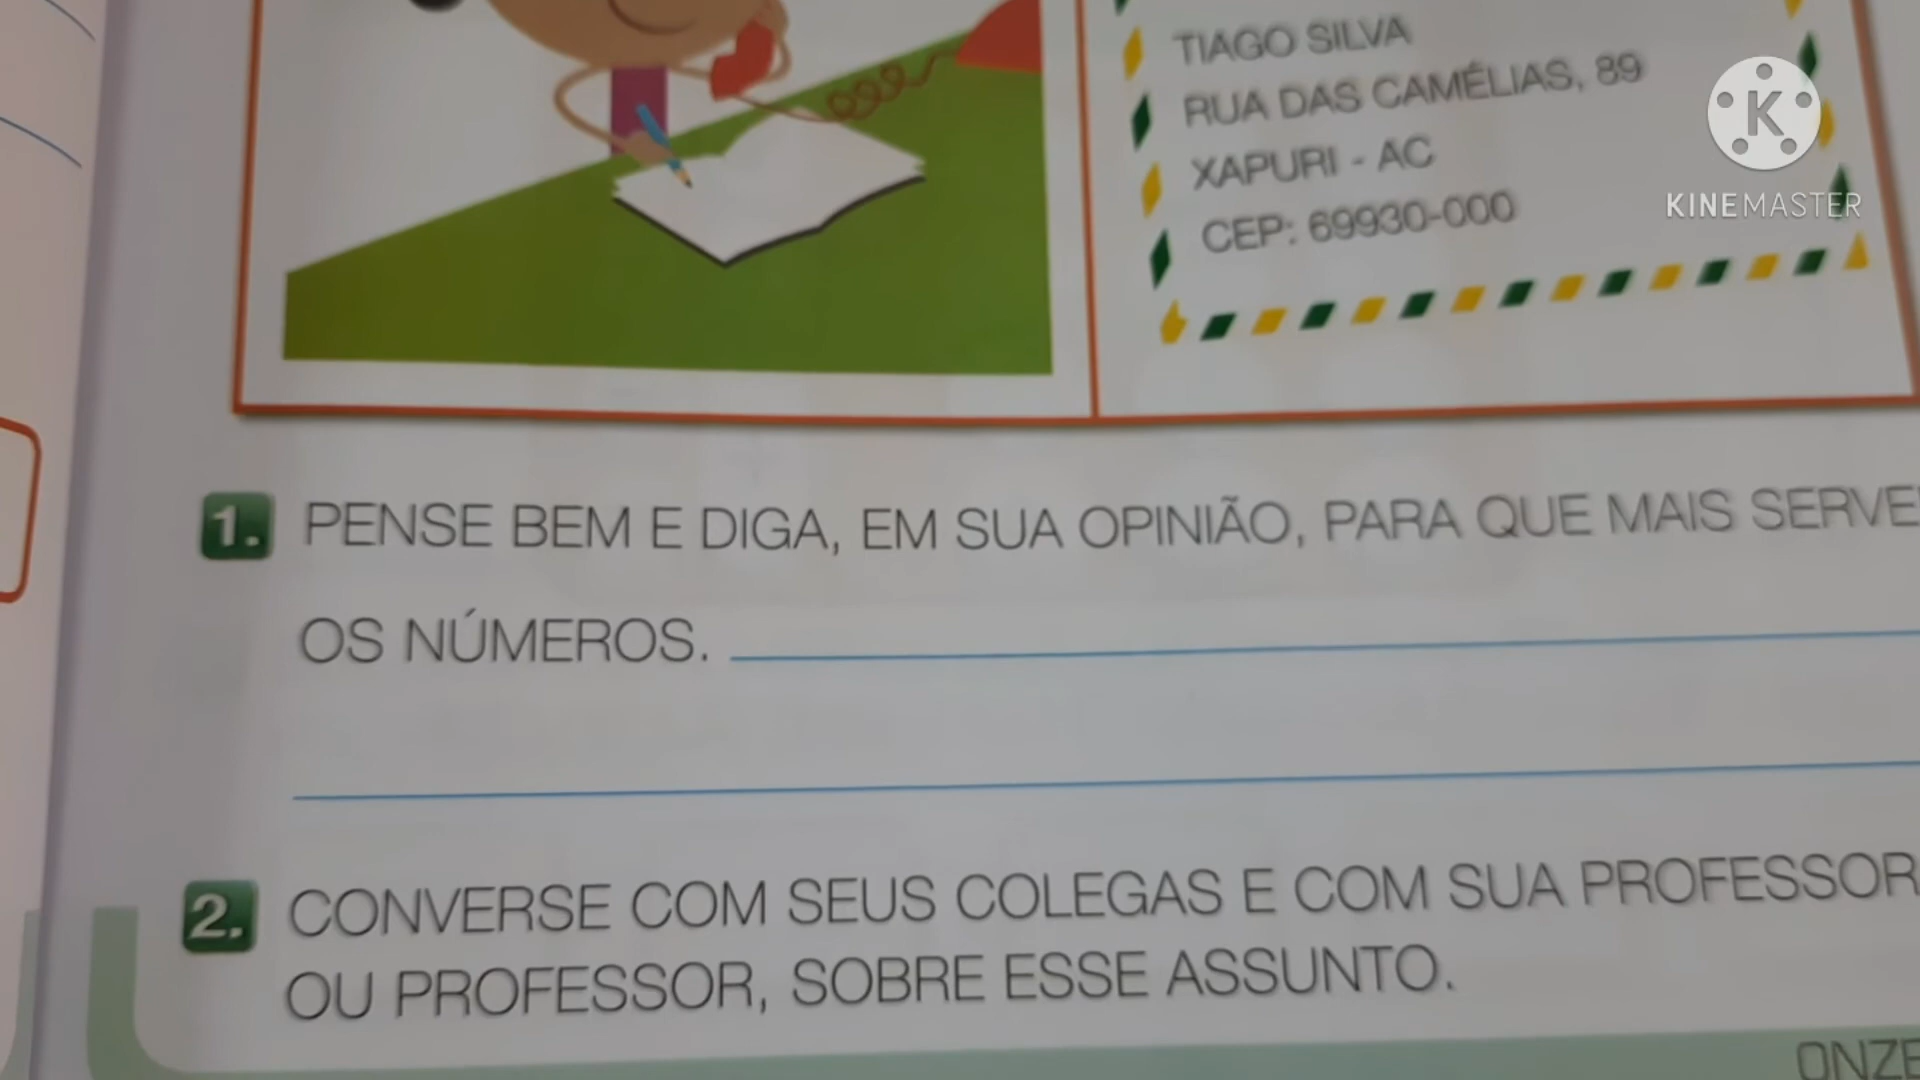 TIAGO SILVA
RUA DAS CAMÉLIAS, 89
XAPURI - AC
CEP: 69930-000
KINEMASTER
1. PENSE BEM E DIGA, EM SUA OPINIÃO, PARA QUE MAIS SERVE
OS NÚMEROS.
2. CONVERSE COM SEUS COLEGAS E COM SUA PROFESSOR
OU PROFESSOR, SOBRE ESSE ASSUNTO.
ONZE